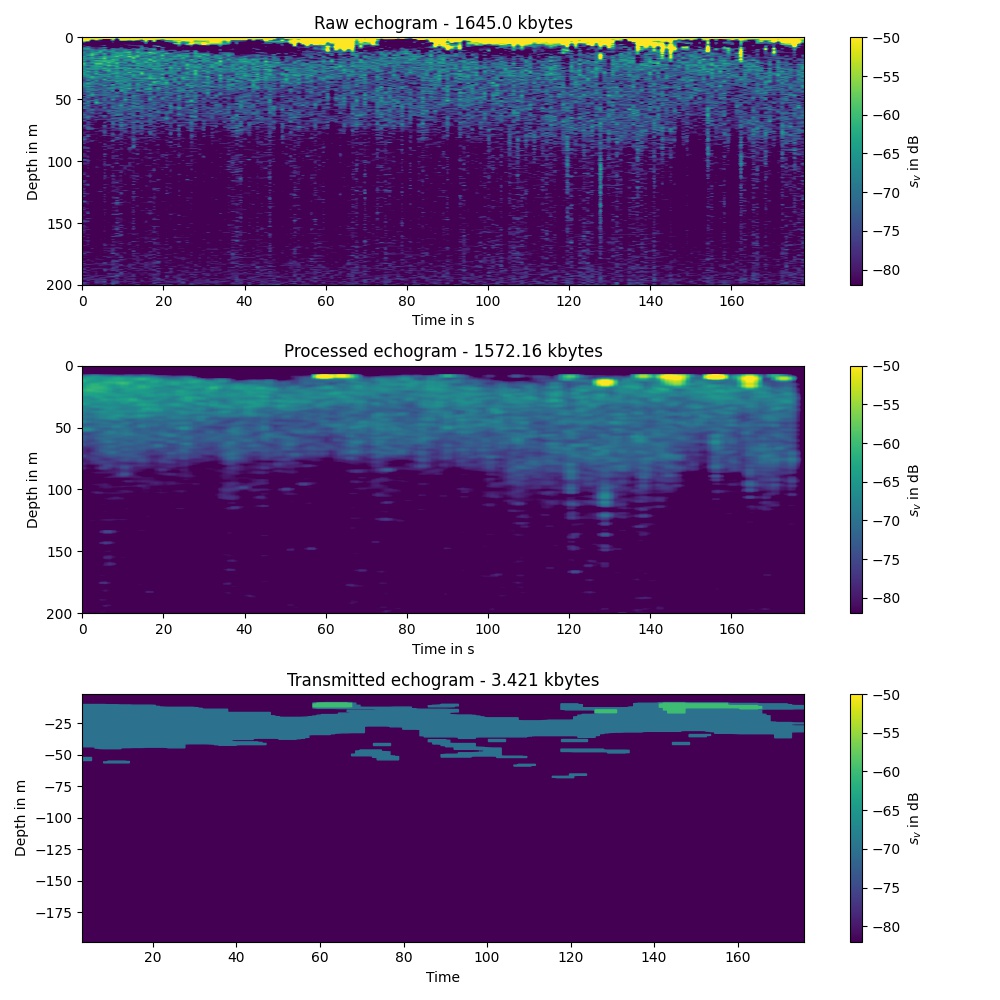 Raw echogram - 1645.0 kbytes
0
50
100
150
200
Depth in m
0 20 40 60 80 100 120 140 160
Time in s
−50
−55
−60
−65
−70
−75
−80
sv in dB
Processed echogram - 1572.16 kbytes
0
50
100
150
200
Depth in m
0 20 40 60 80 100 120 140 160
Time in s
−50
−55
−60
−65
−70
−75
−80
sv in dB
Transmitted echogram - 3.421 kbytes
−25
−50
−75
−100
−125
−150
−175
Depth in m
20 40 60 80 100 120 140 160
Time
−50
−55
−60
−65
−70
−75
−80
sv in dB